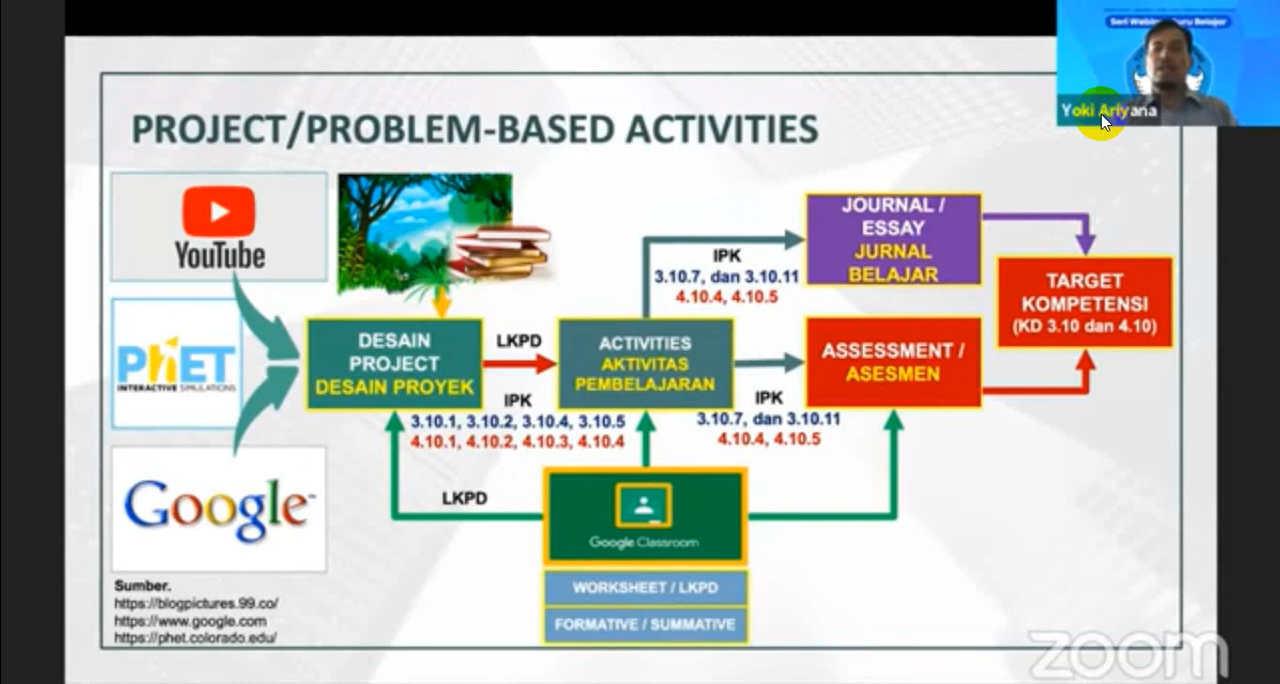 Seri Webinar Guru Belajar
Yoki Ariyana
PROJECT/PROBLEM-BASED ACTIVITIES
YouTube
PhET
INTERACTIVE SIMULATIONS
Google
Sumber.
https://blogpictures.99.co/
https://www.google.com
https://phet.colorado.edu/
DESAIN
PROJECT
DESAIN PROYEK
LKPD
IPK
3.10.1, 3.10.2, 3.10.4, 3.10.5
4.10.1, 4.10.2, 4.10.3, 4.10.4
ACTIVITIES
AKTIVITAS
PEMBELAJARAN
IPK
3.10.7, dan 3.10.11
4.10.4, 4.10.5
JOURNAL /
ESSAY
JURNAL
BELAJAR
IPK
3.10.7, dan 3.10.11
4.10.4, 4.10.5
ASSESSMENT /
ASESMEN
TARGET
KOMPETENSI
(KD 3.10 dan 4.10)
LKPD
Google Classroom
WORKSHEET / LKPD
FORMATIVE / SUMMATIVE
zoom